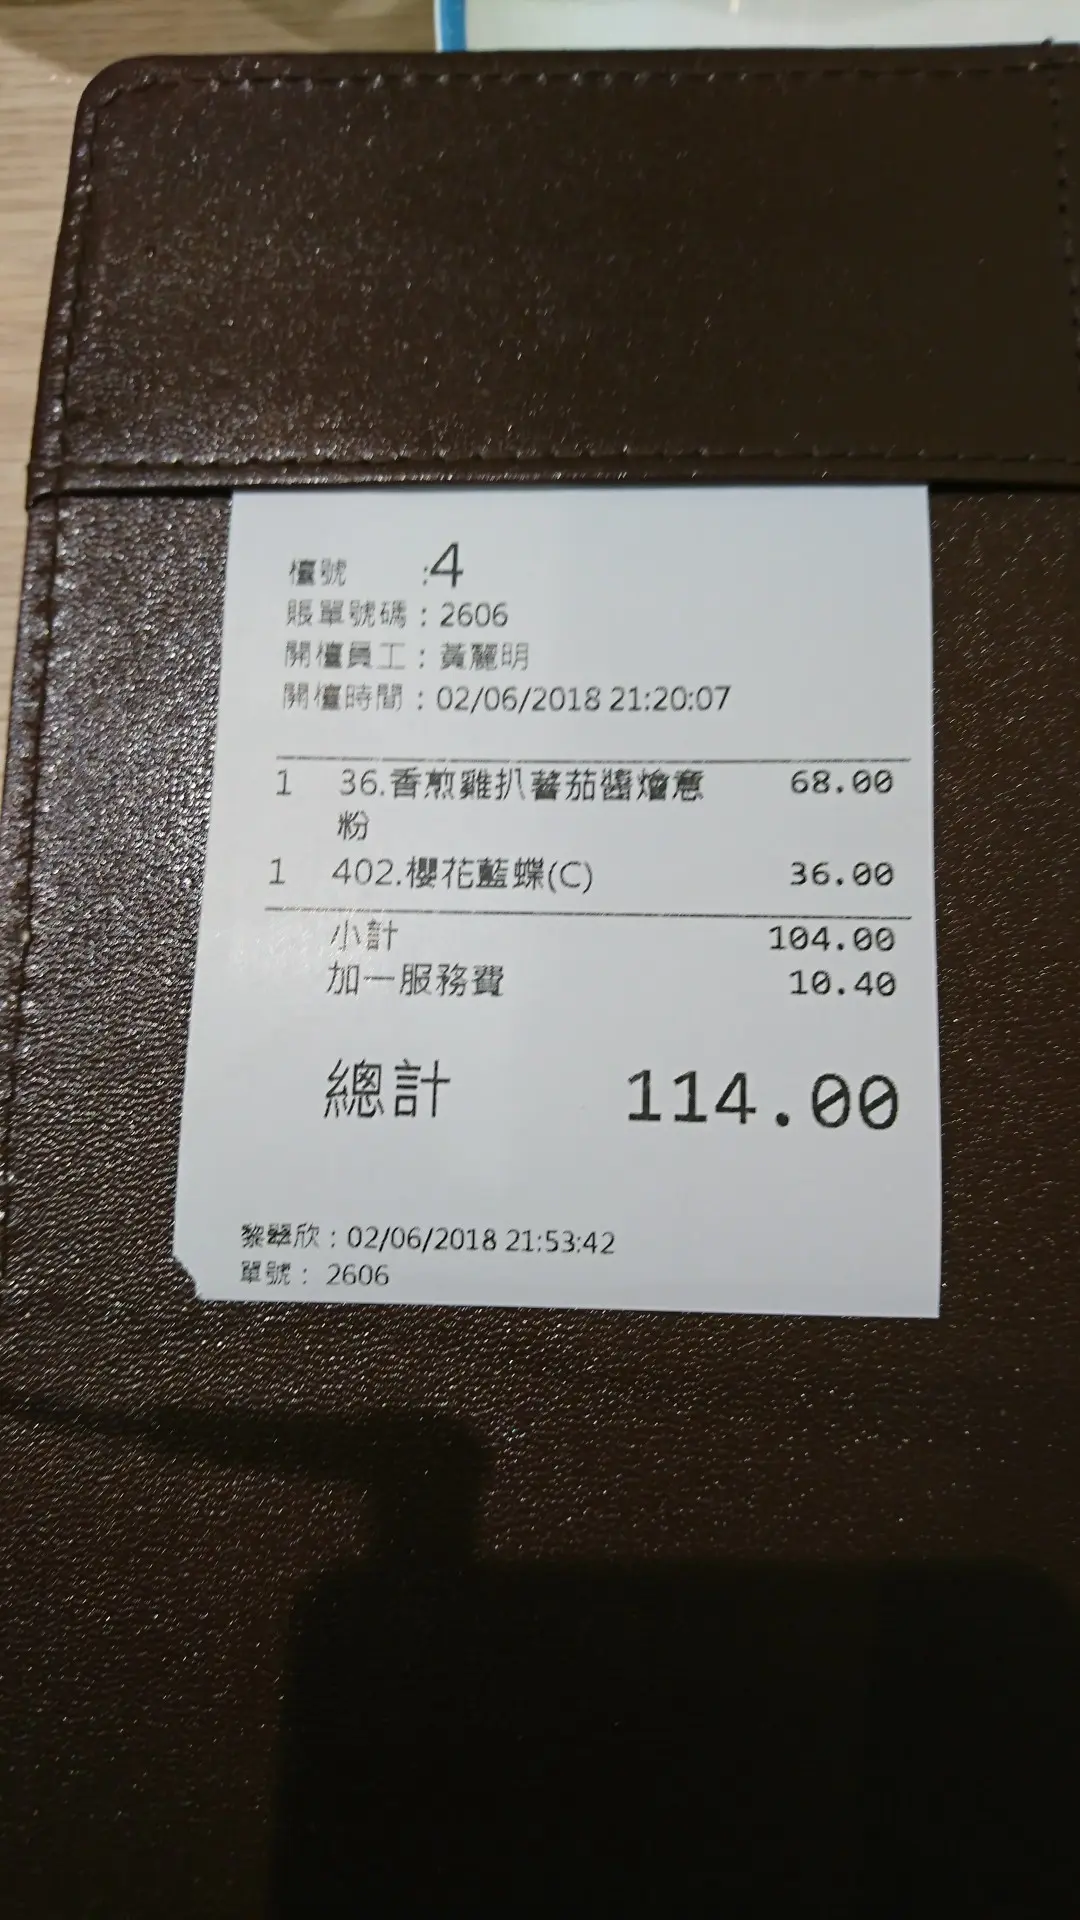 檯號 :4
賬單號碼：2606
開檯員工：黃麗明
開檯時間：02/06/2018 21:20:07
1 36.香煎雞扒蕃茄醬燴意 68.00
粉
1 402.櫻花藍蝶(C) 36.00
小計 104.00
加一服務費 10.40
總計 114.00
黎翠欣：02/06/2018 21:53:42
單號： 2606